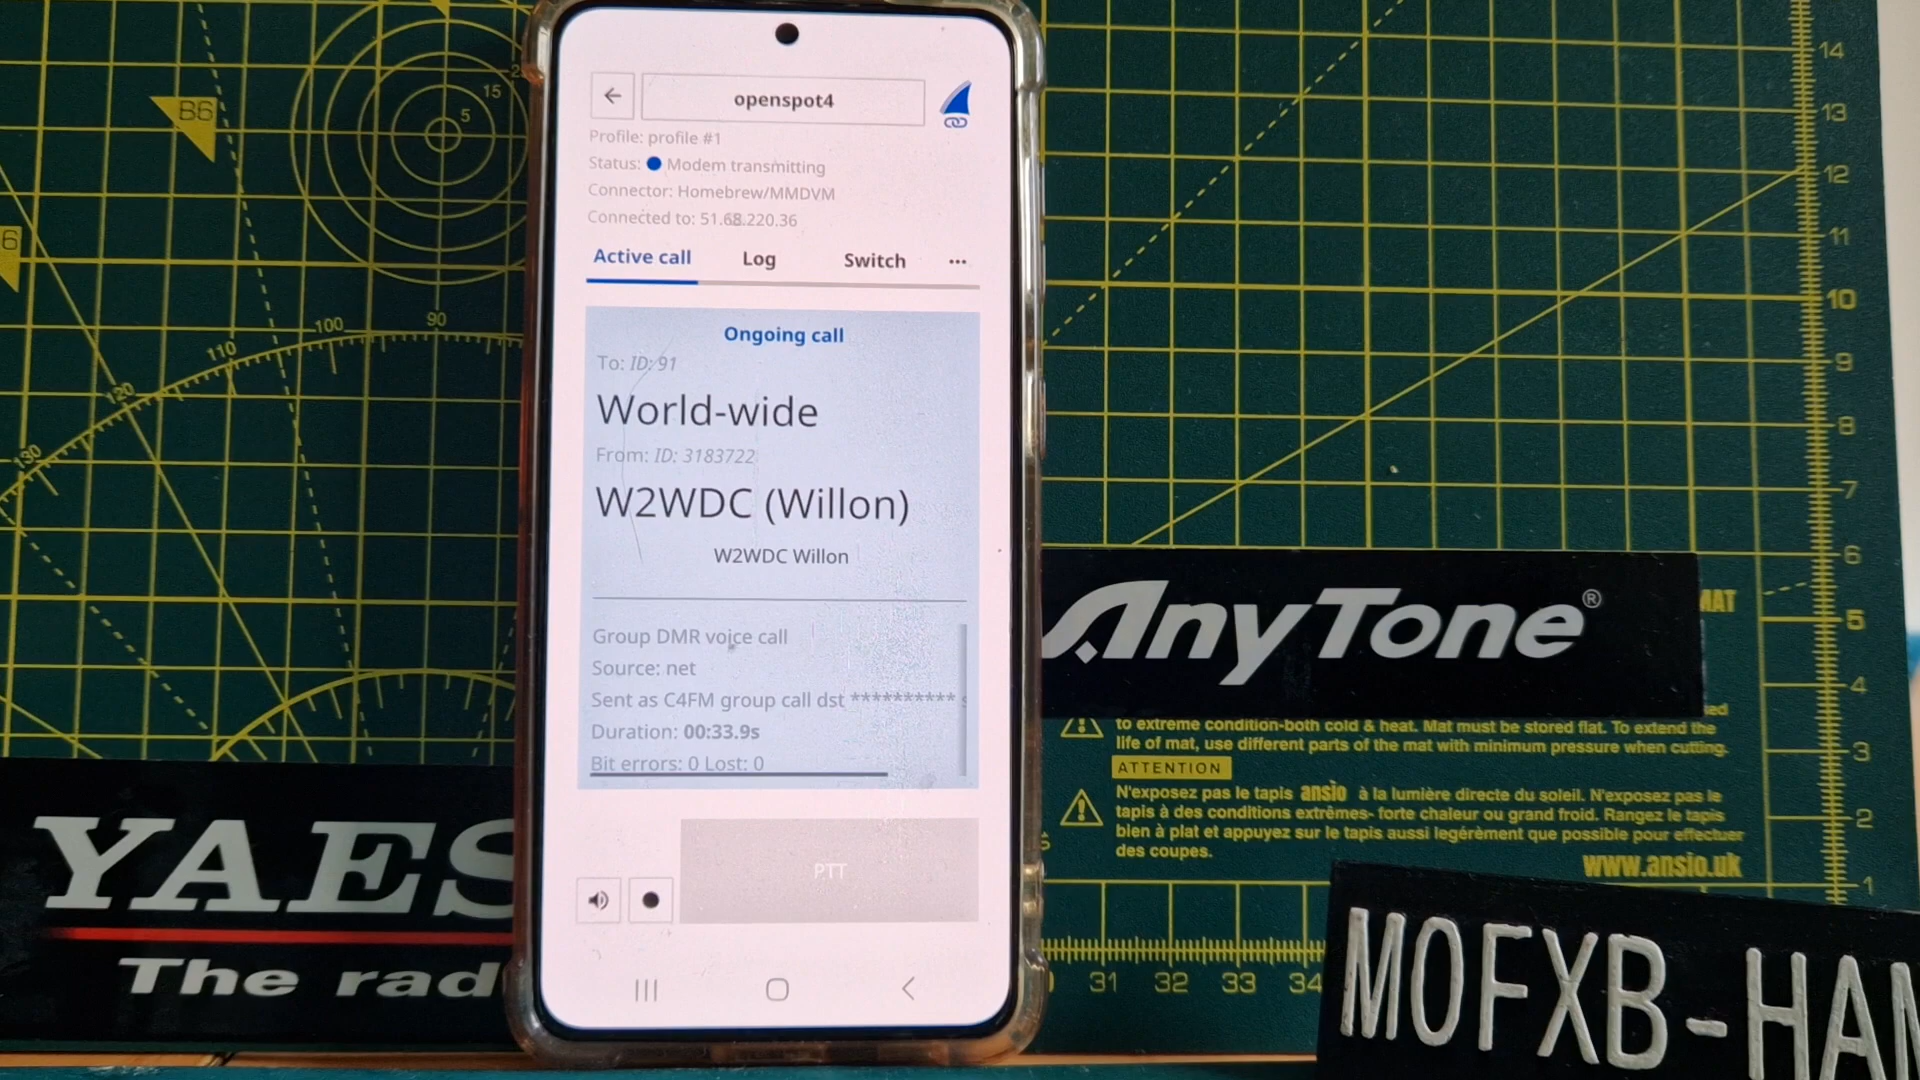 openspot4
Profile: profile #1
Status: Modem transmitting
Connector: Homebrew/MMDVM
Connected to: 51.68.220.36
Active call Log Switch ...
Ongoing call
To: ID: 91
World-wide
From: ID: 3183722
W2WDC (Willon)
W2WDC Willon
Group DMR voice call
Source: net
Sent as C4FM group call dst **********
Duration: 00:33.9s
Bit errors: 0 Lost: 0
PTT
B6
6
15
5
130
120
110
100
90
YAES
The rad
AnyTone®
MAT
to extreme condition-both cold & heat. Mat must be stored flat. To extend the
life of mat, use different parts of the mat with minimum pressure when cutting.
ATTENTION
N'exposez pas le tapis ansio à la lumière directe du soleil. N'exposez pas le
tapis à des conditions extrêmes- forte chaleur ou grand froid. Rangez le tapis
bien à plat et appuyez sur le tapis aussi legérèment que possible pour effectuer
des coupes.
www.ansio.uk
14
13
12
11
10
9
8
7
6
5
4
3
2
1
31 32 33 34
M0FXB-HAM